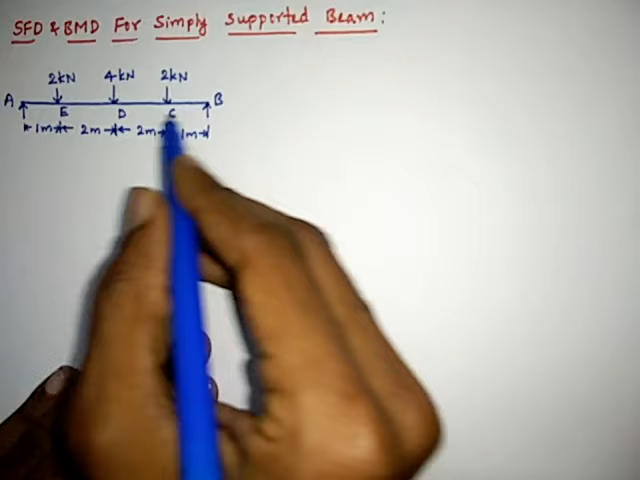 SFD & BMD For Simply Supported Beam:
2kN 4kN 2kN
A B
E D C
1m 2m 2m 1m